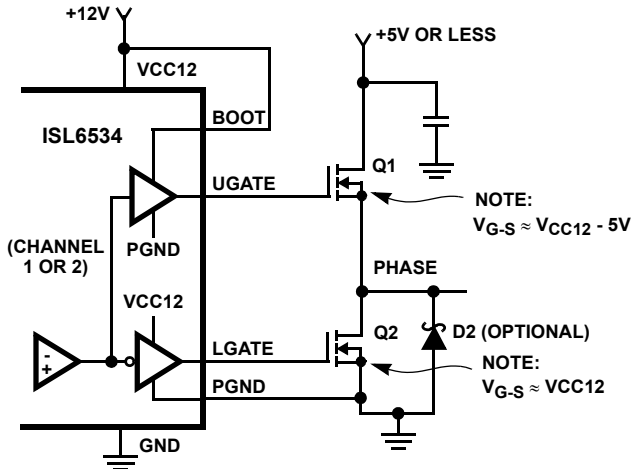 +12V
+5V OR LESS
VCC12
BOOT
ISL6534
Q1
UGATE
NOTE:
VG-S ≈ VCC12 - 5V
PGND
(CHANNEL
1 OR 2)
PHASE
VCC12
Q2
D2 (OPTIONAL)
LGATE
NOTE:
VG-S ≈ VCC12
PGND
-
+
GND